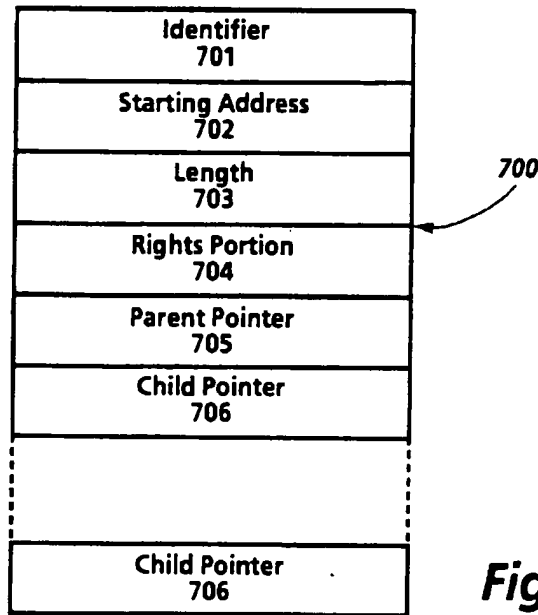 Identifier
701
Starting Address
702
Length
703
700
Rights Portion
704
Parent Pointer
705
Child Pointer
706
Child Pointer
706
Fig